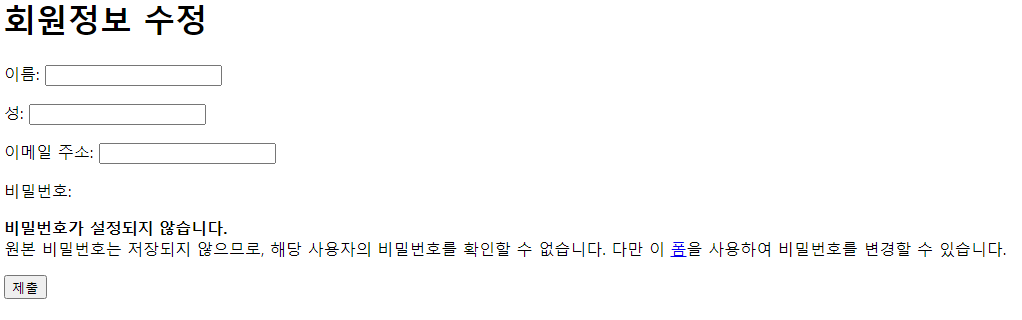 회원정보 수정
이름:
성:
이메일 주소:
비밀번호:
비밀번호가 설정되지 않습니다.
원본 비밀번호는 저장되지 않으므로, 해당 사용자의 비밀번호를 확인할 수 없습니다. 다만 이 폼을 사용하여 비밀번호를 변경할 수 있습니다.
제출